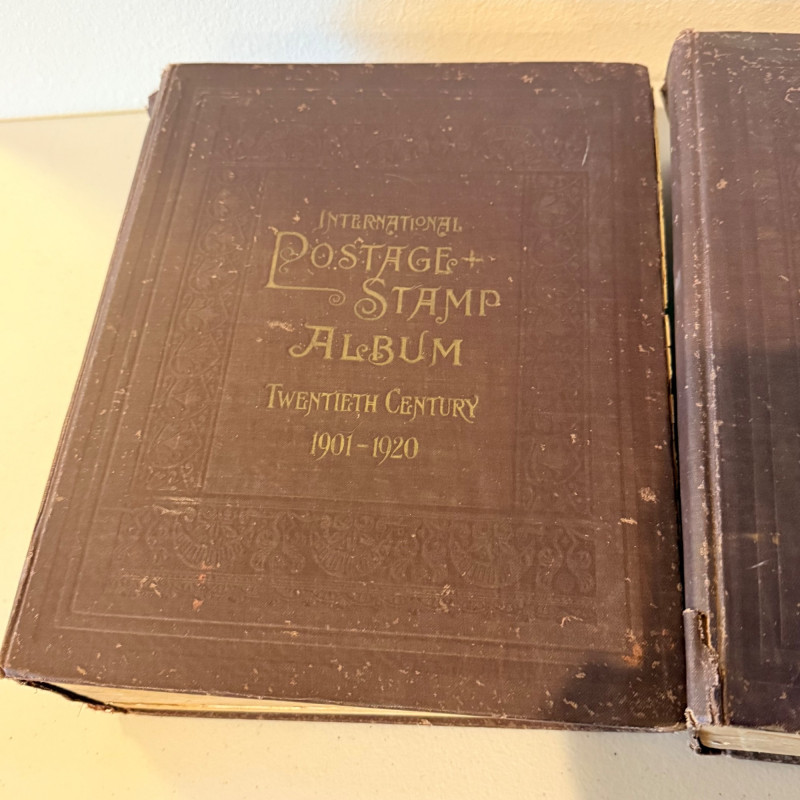 INTERNATIONAL
POSTAGE
STAMP
ALBUM
TWENTIETH CENTURY
1901-1920